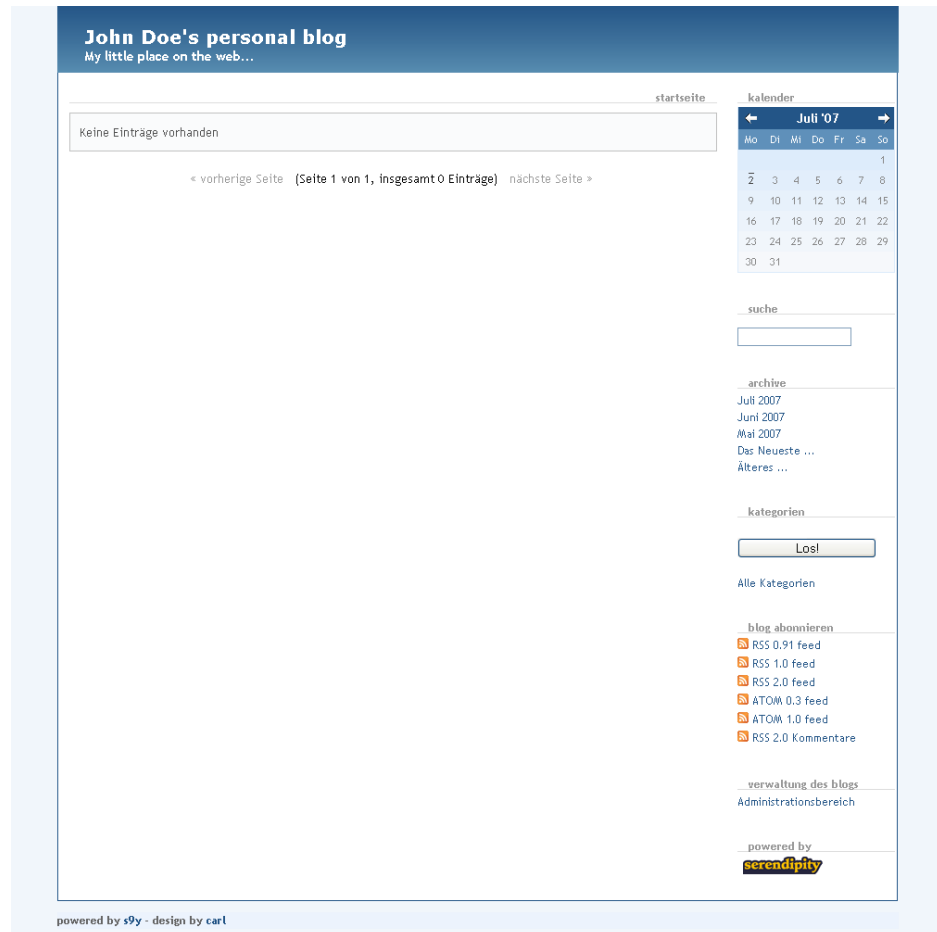 John Doe's personal blog
My little place on the web...
startseite
Keine Einträge vorhanden
« vorherige Seite (Seite 1 von 1, insgesamt 0 Einträge) nächste Seite »
kalender
Juli '07
Mo Di Mi Do Fr Sa So
1
2 3 4 5 6 7 8
9 10 11 12 13 14 15
16 17 18 19 20 21 22
23 24 25 26 27 28 29
30 31
suche
archive
Juli 2007
Juni 2007
Mai 2007
Das Neueste ...
Älteres ...
kategorien
Los!
Alle Kategorien
blog abonnieren
RSS 0.91 feed
RSS 1.0 feed
RSS 2.0 feed
ATOM 0.3 feed
ATOM 1.0 feed
RSS 2.0 Kommentare
verwaltung des blogs
Administrationsbereich
powered by
serendipity
powered by s9y - design by carl